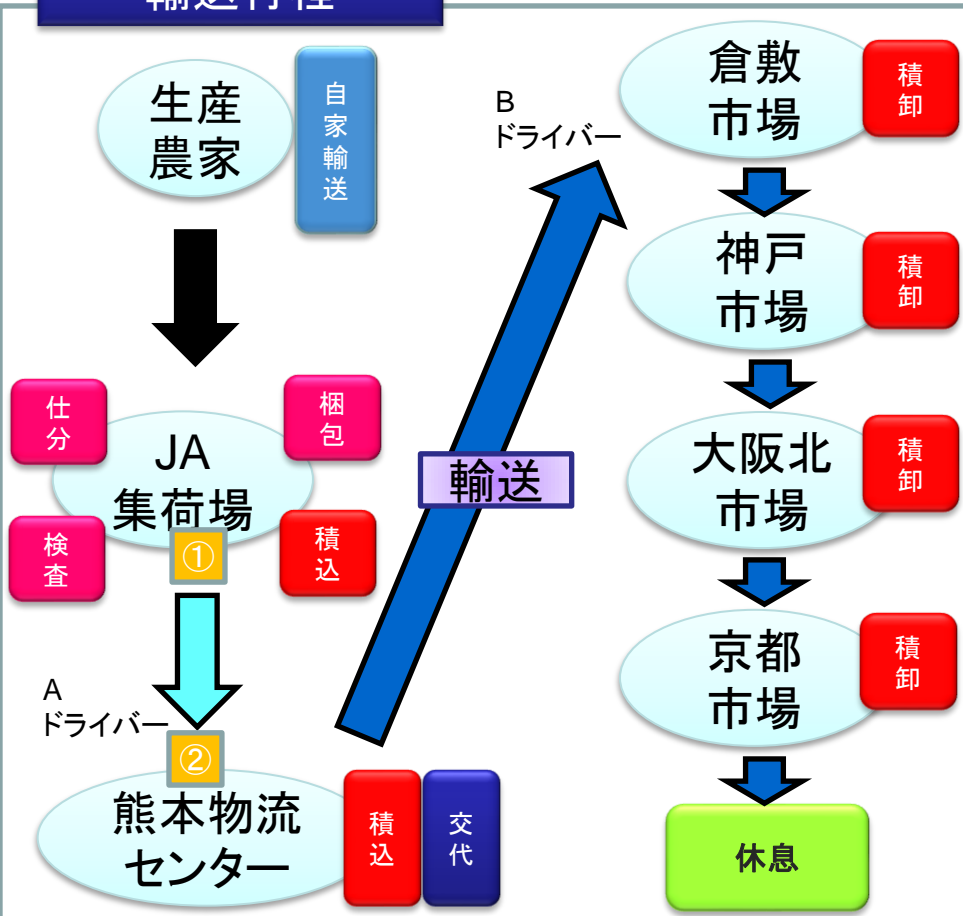 輸送行程
生産
農家
自家輸送
仕分
梱包
JA
集荷場
検査
積込
①
A
ドライバー
②
熊本物流
センター
積込
交代
輸送
B
ドライバー
倉敷
市場
積卸
神戸
市場
積卸
大阪北
市場
積卸
京都
市場
積卸
休息